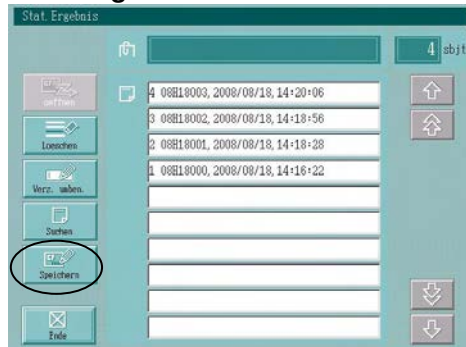 Stat. Ergebnis
4 sbjt
oeffnen
Loeschen
Verz. umben.
Suchen
Speichern
Ende
4 08H18003, 2008/08/18, 14:20:06
3 08H18002, 2008/08/18, 14:18:56
2 08H18001, 2008/08/18, 14:18:28
1 08H18000, 2008/08/18, 14:16:22